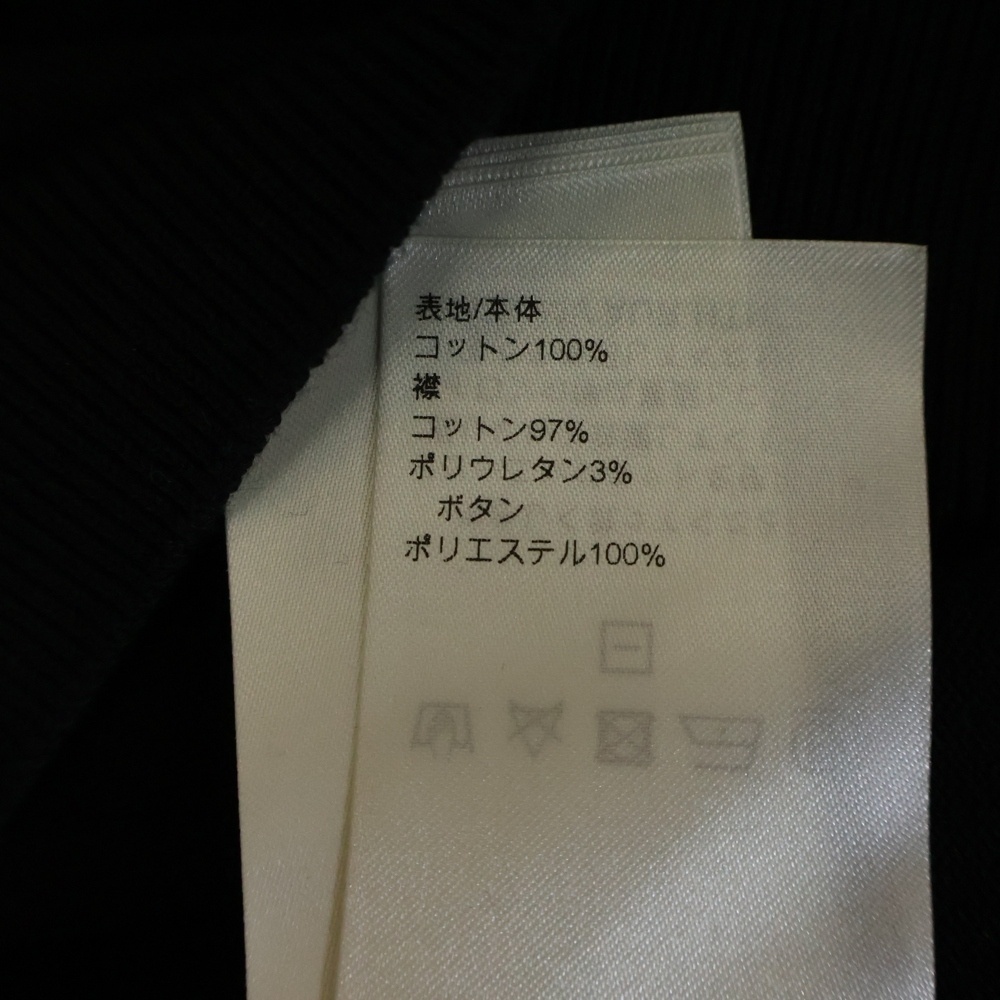 表地/本体
コットン100%
襟
コットン97%
ポリウレタン3%
ボタン
ポリエステル100%